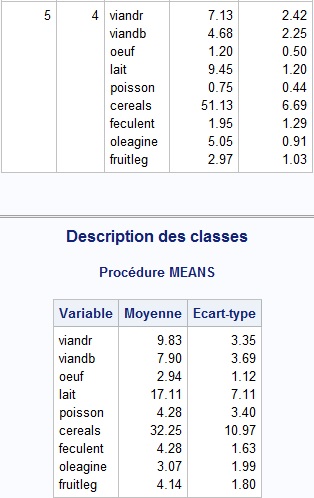 5 4 viandr 7.13 2.42
viandb 4.68 2.25
oeuf 1.20 0.50
lait 9.45 1.20
poisson 0.75 0.44
cereals 51.13 6.69
feculent 1.95 1.29
oleagine 5.05 0.91
fruitleg 2.97 1.03
Description des classes
Procédure MEANS
Variable Moyenne Ecart-type
viandr 9.83 3.35
viandb 7.90 3.69
oeuf 2.94 1.12
lait 17.11 7.11
poisson 4.28 3.40
cereals 32.25 10.97
feculent 4.28 1.63
oleagine 3.07 1.99
fruitleg 4.14 1.80